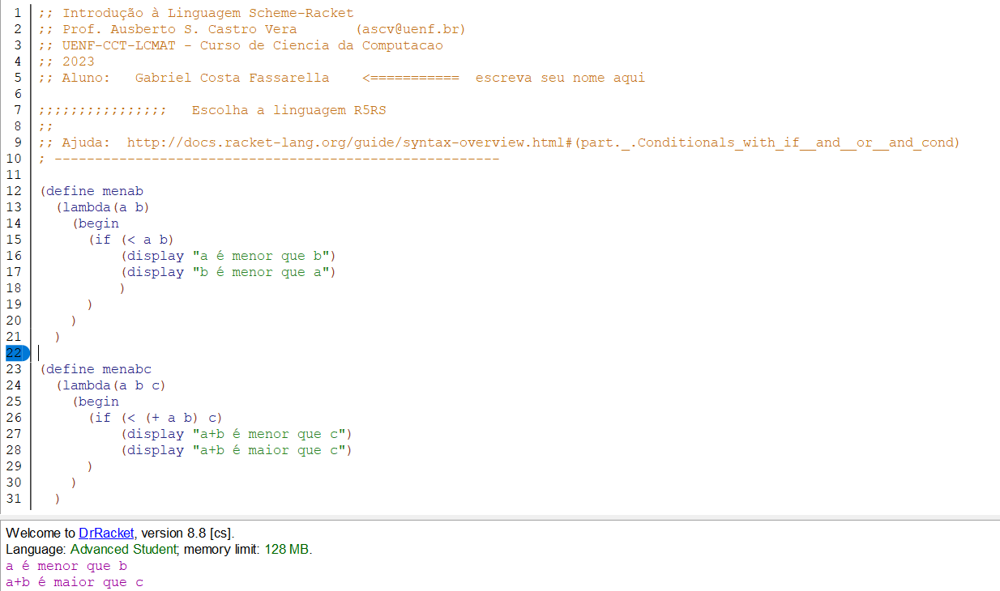 1 ;; Introdução à Linguagem Scheme-Racket
2 ;; Prof. Ausberto S. Castro Vera       (ascv@uenf.br)
3 ;; UENF-CCT-LCMAT - Curso de Ciencia da Computacao
4 ;; 2023
5 ;; Aluno:   Gabriel Costa Fassarella    <===========  escreva seu nome aqui
6
7 ;;;;;;;;;;;;;;;;   Escolha a linguagem R5RS
8 ;;
9 ;; Ajuda:  http://docs.racket-lang.org/guide/syntax-overview.html#(part._.Conditionals_with_if__and__or__and_cond)
10 ; -------------------------------------------------------
11
12 (define menab
13   (lambda(a b)
14     (begin
15       (if (< a b)
16           (display "a é menor que b")
17           (display "b é menor que a")
18           )
19       )
20     )
21   )
22
23 (define menabc
24   (lambda(a b c)
25     (begin
26       (if (< (+ a b) c)
27           (display "a+b é menor que c")
28           (display "a+b é maior que c")
29       )
30     )
31   )
Welcome to DrRacket, version 8.8 [cs].
Language: Advanced Student; memory limit: 128 MB.
a é menor que b
a+b é maior que c